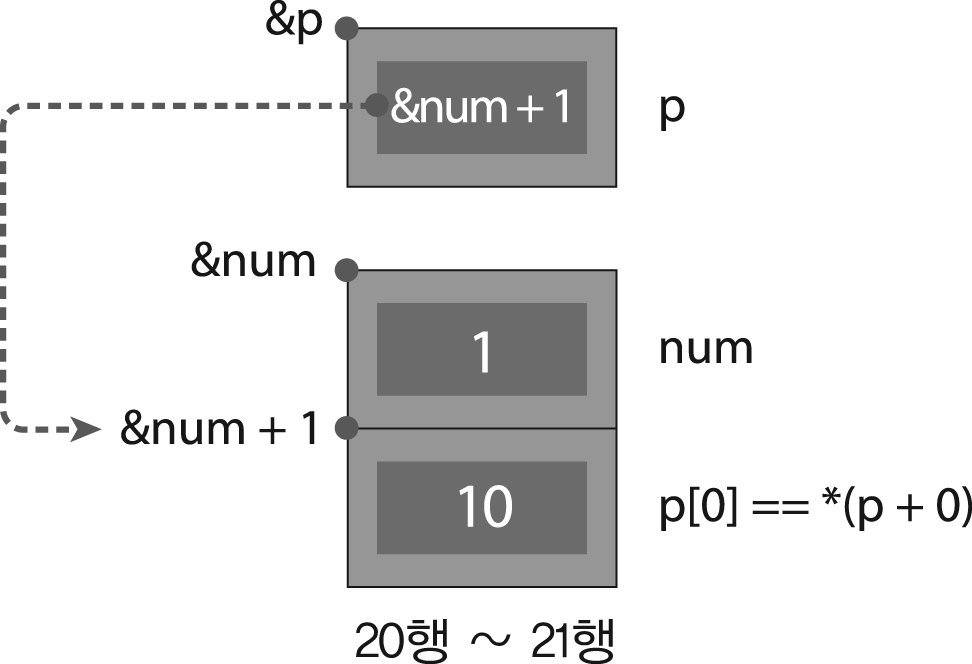 &p
&num + 1 p
&num
1 num
&num + 1
10 p[0] == *(p + 0)
20행 ~ 21행